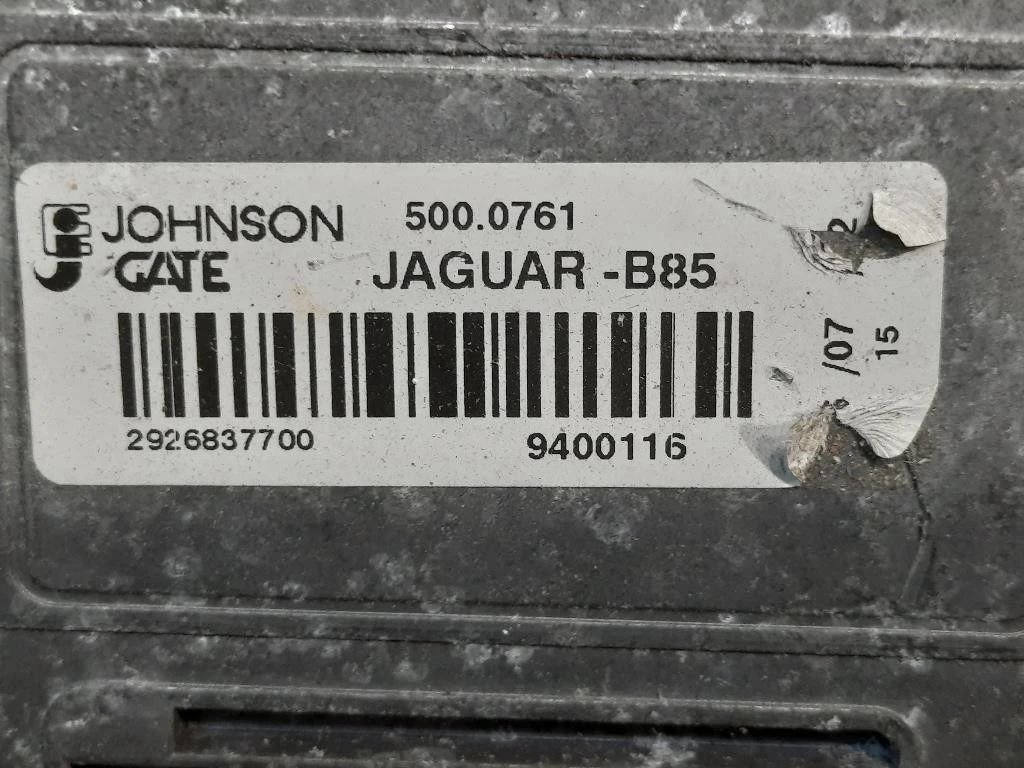 JOHNSON
GATE
500.0761
JAGUAR -B85
2926837700
9400116
/07
15